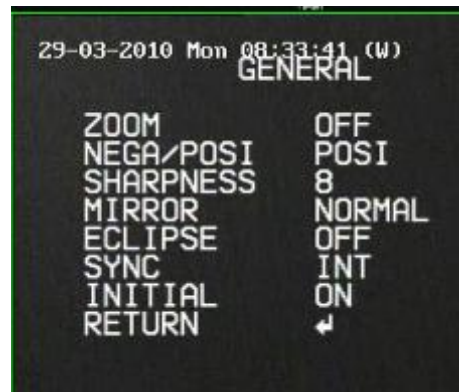 29-03-2010 Mon 08:33:41 (W)
GENERAL
ZOOM OFF
NEGA/POSI POSI
SHARPNESS 8
MIRROR NORMAL
ECLIPSE OFF
SYNC INT
INITIAL ON
RETURN ↲